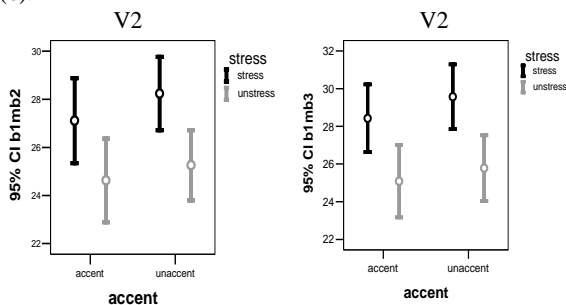 V2
30
28
26
24
22
95% CI b1mb2
accent
unaccent
accent
stress
stress
unstress
V2
32
30
28
26
24
22
95% CI b1mb3
accent
unaccent
accent
stress
stress
unstress